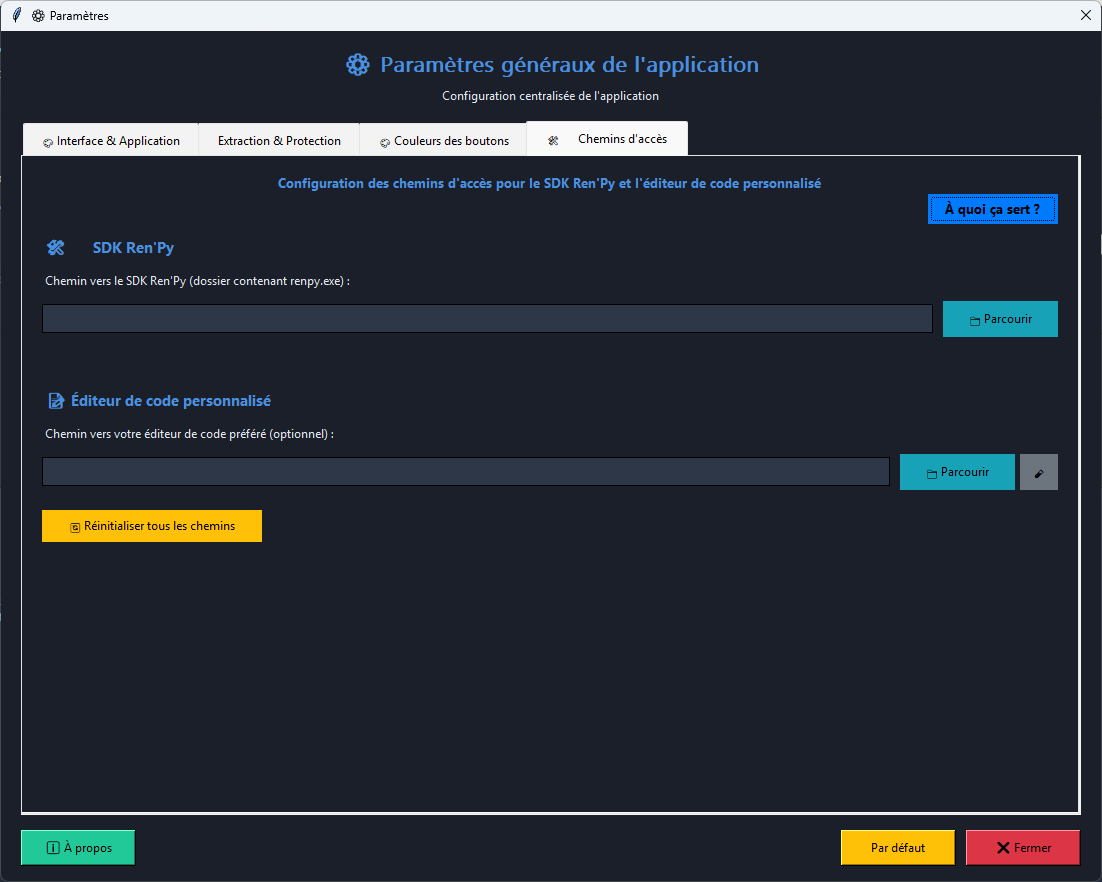 Paramètres
Paramètres généraux de l'application
Configuration centralisée de l'application
Interface & Application
Extraction & Protection
Couleurs des boutons
Chemins d'accès
Configuration des chemins d'accès pour le SDK Ren'Py et l'éditeur de code personnalisé
À quoi ça sert ?
SDK Ren'Py
Chemin vers le SDK Ren'Py (dossier contenant renpy.exe) :
Parcourir
Éditeur de code personnalisé
Chemin vers votre éditeur de code préféré (optionnel) :
Parcourir
Réinitialiser tous les chemins
À propos
Par défaut
Fermer